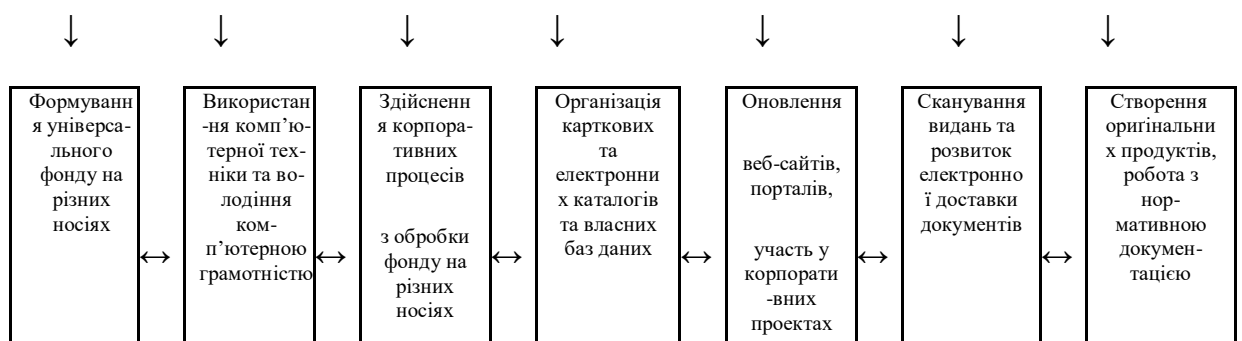 Формуванн
я універса-
льного
фонду на
різних
носіях
Використан
-ня комп’ю-
терної тех-
ніки та во-
лодіння
ком-
п’ютерною
грамотністю
Здійсненн
я корпора-
тивних
процесів
з обробки
фонду на
різних
носіях
Організація
карткових
та
електронни
х каталогів
та власних
баз даних
Оновлення
веб-сайтів,
порталів,
участь у
корпорати
-вних
проектах
Сканування
видань та
розвиток
електронно
ї доставки
документів
Створення
оригінальни
х продуктів,
робота з
нор-
мативною
докумен-
тацією